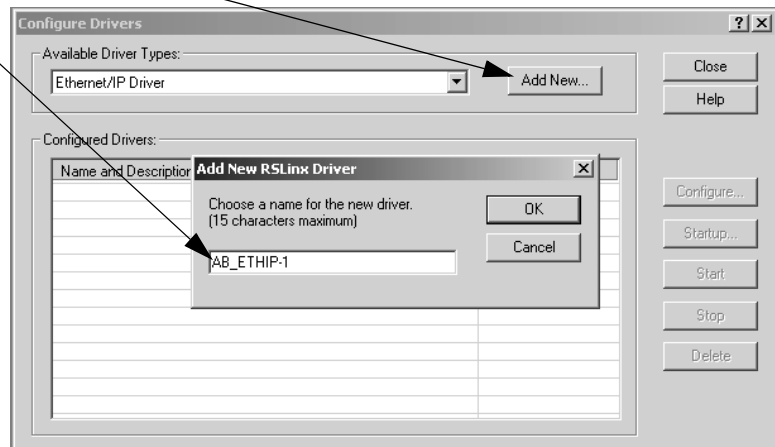 Configure Drivers
Available Driver Types:
Ethernet/IP Driver
Add New...
Close
Help
Configured Drivers:
Name and Description
Add New RSLinx Driver
Choose a name for the new driver.
(15 characters maximum)
AB_ETHIP-1
OK
Cancel
Configure...
Startup...
Start
Stop
Delete